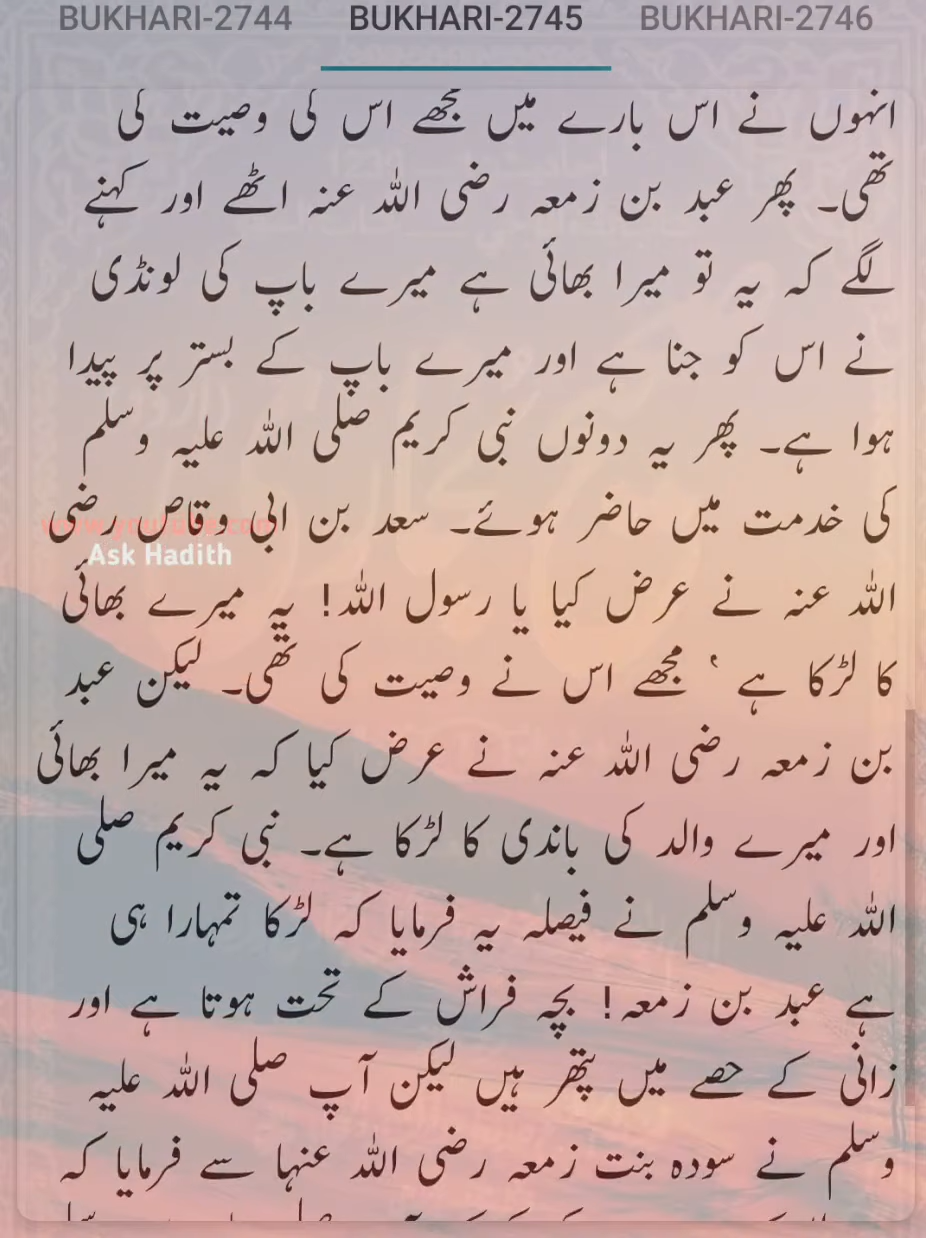 BUKHARI-2744 BUKHARI-2745 BUKHARI-2746
انہوں نے اس بارے میں مجھے اس کی وصیت کی
تھی۔ پھر عبد بن زمعہ رضی اللہ عنہ اٹھے اور کہنے
لگے کہ یہ تو میرا بھائی ہے میرے باپ کی لونڈی
نے اس کو جنا ہے اور میرے باپ کے بستر پر پیدا
ہوا ہے۔ پھر یہ دونوں نبی کریم صلی اللہ علیہ وسلم
کی خدمت میں حاضر ہوئے۔ سعد بن ابی وقاص رضی
www.youtube.com
Ask Hadith
اللہ عنہ نے عرض کیا یا رسول اللہ! یہ میرے بھائی
کا لڑکا ہے ‘ مجھے اس نے وصیت کی تھی۔ لیکن عبد
بن زمعہ رضی اللہ عنہ نے عرض کیا کہ یہ میرا بھائی
اور میرے والد کی باندی کا لڑکا ہے۔ نبی کریم صلی
اللہ علیہ وسلم نے فیصلہ یہ فرمایا کہ لڑکا تمہارا ہی
ہے عبد بن زمعہ! بچہ فراش کے تحت ہوتا ہے اور
زانی کے حصے میں پتھر ہیں لیکن آپ صلی اللہ علیہ
وسلم نے سودہ بنت زمعہ رضی اللہ عنہا سے فرمایا کہ